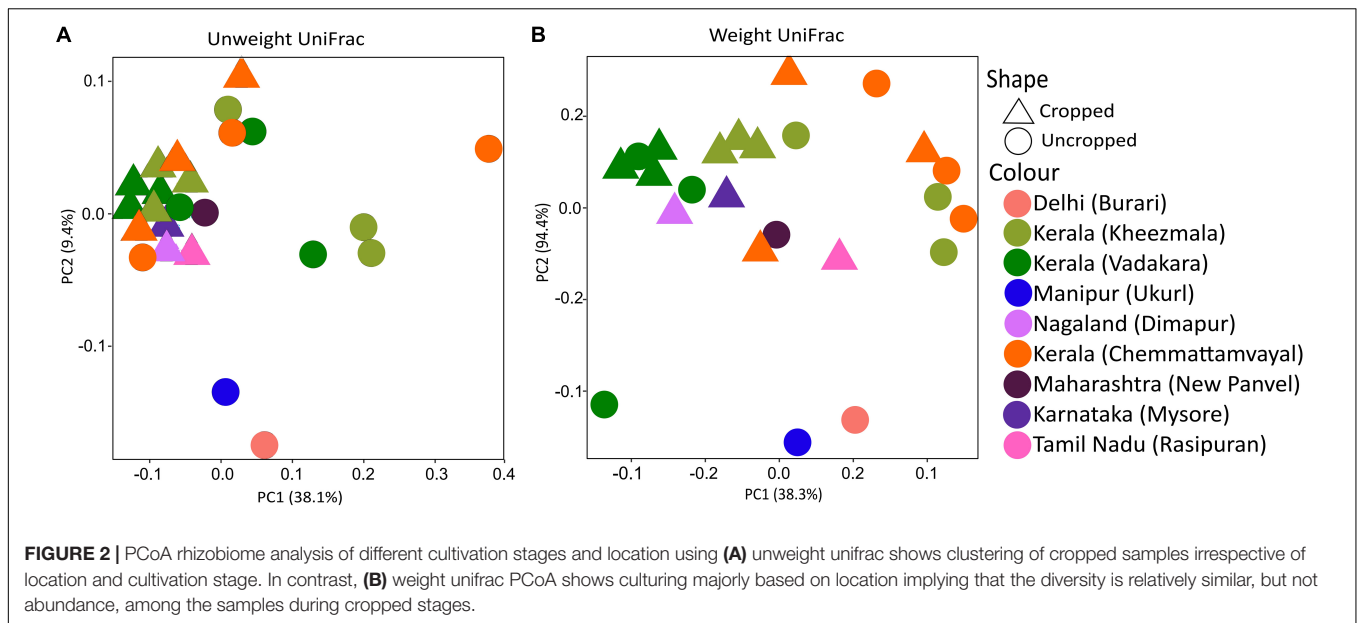 A
Unweight UniFrac
0.1
0.0
-0.1
PC2 (9.4%)
-0.1
0.0
0.1
0.2
0.3
0.4
PC1 (38.1%)
B
Weight UniFrac
0.2
0.0
-0.2
-0.1
PC2 (94.4%)
-0.1
-0.2
0.0
0.2
0.1
PC1 (38.3%)
Shape
Cropped
Uncropped
Colour
Delhi (Burari)
Kerala (Kheezmala)
Kerala (Vadakara)
Manipur (Ukurl)
Nagaland (Dimapur)
Kerala (Chemmattamvayal)
Maharashtra (New Panvel)
Karnataka (Mysore)
Tamil Nadu (Rasipuran)
FIGURE 2 | PCoA rhizobiome analysis of different cultivation stages and location using (A) unweight unifrac shows clustering of cropped samples irrespective of
location and cultivation stage. In contrast, (B) weight unifrac PCoA shows culturing majorly based on location implying that the diversity is relatively similar, but not
abundance, among the samples during cropped stages.